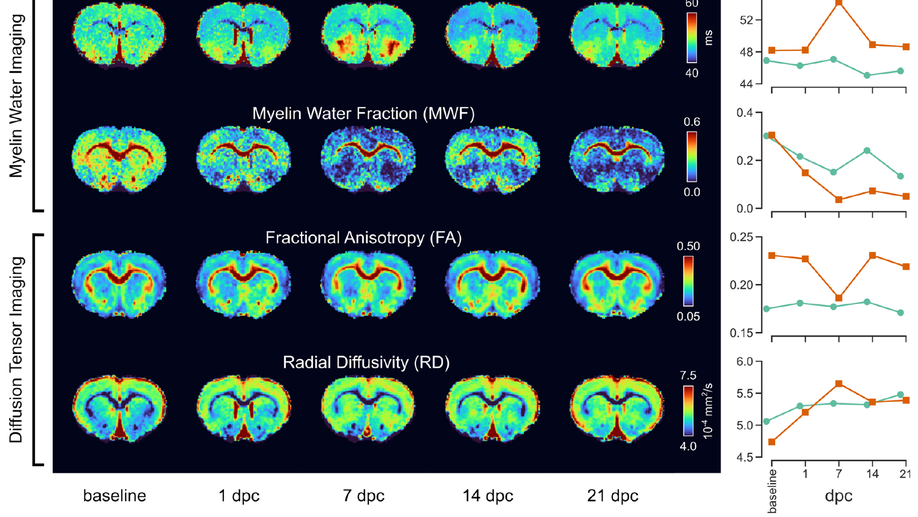 Myelin Water Imaging
60
ms
40
52
48
44
Myelin Water Fraction (MWF)
0.6
0.0
0.4
0.2
0.0
Diffusion Tensor Imaging
Fractional Anisotropy (FA)
0.50
0.05
0.25
0.20
0.15
Radial Diffusivity (RD)
7.5
10⁻⁴ mm²/s
4.0
6.0
5.5
5.0
4.5
baseline
1
7
14
21
dpc
baseline
1 dpc
7 dpc
14 dpc
21 dpc